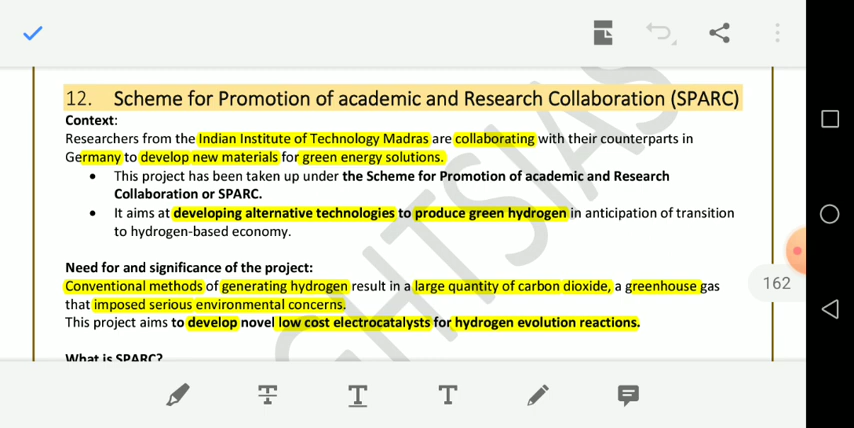 12. Scheme for Promotion of academic and Research Collaboration (SPARC)
Context:
Researchers from the Indian Institute of Technology Madras are collaborating with their counterparts in
Germany to develop new materials for green energy solutions.
• This project has been taken up under the Scheme for Promotion of academic and Research
Collaboration or SPARC.
• It aims at developing alternative technologies to produce green hydrogen in anticipation of transition
to hydrogen-based economy.
Need for and significance of the project:
Conventional methods of generating hydrogen result in a large quantity of carbon dioxide, a greenhouse gas
that imposed serious environmental concerns.
This project aims to develop novel low cost electrocatalysts for hydrogen evolution reactions.
What is SPARC?
162
GHTSIAS
T
T
T